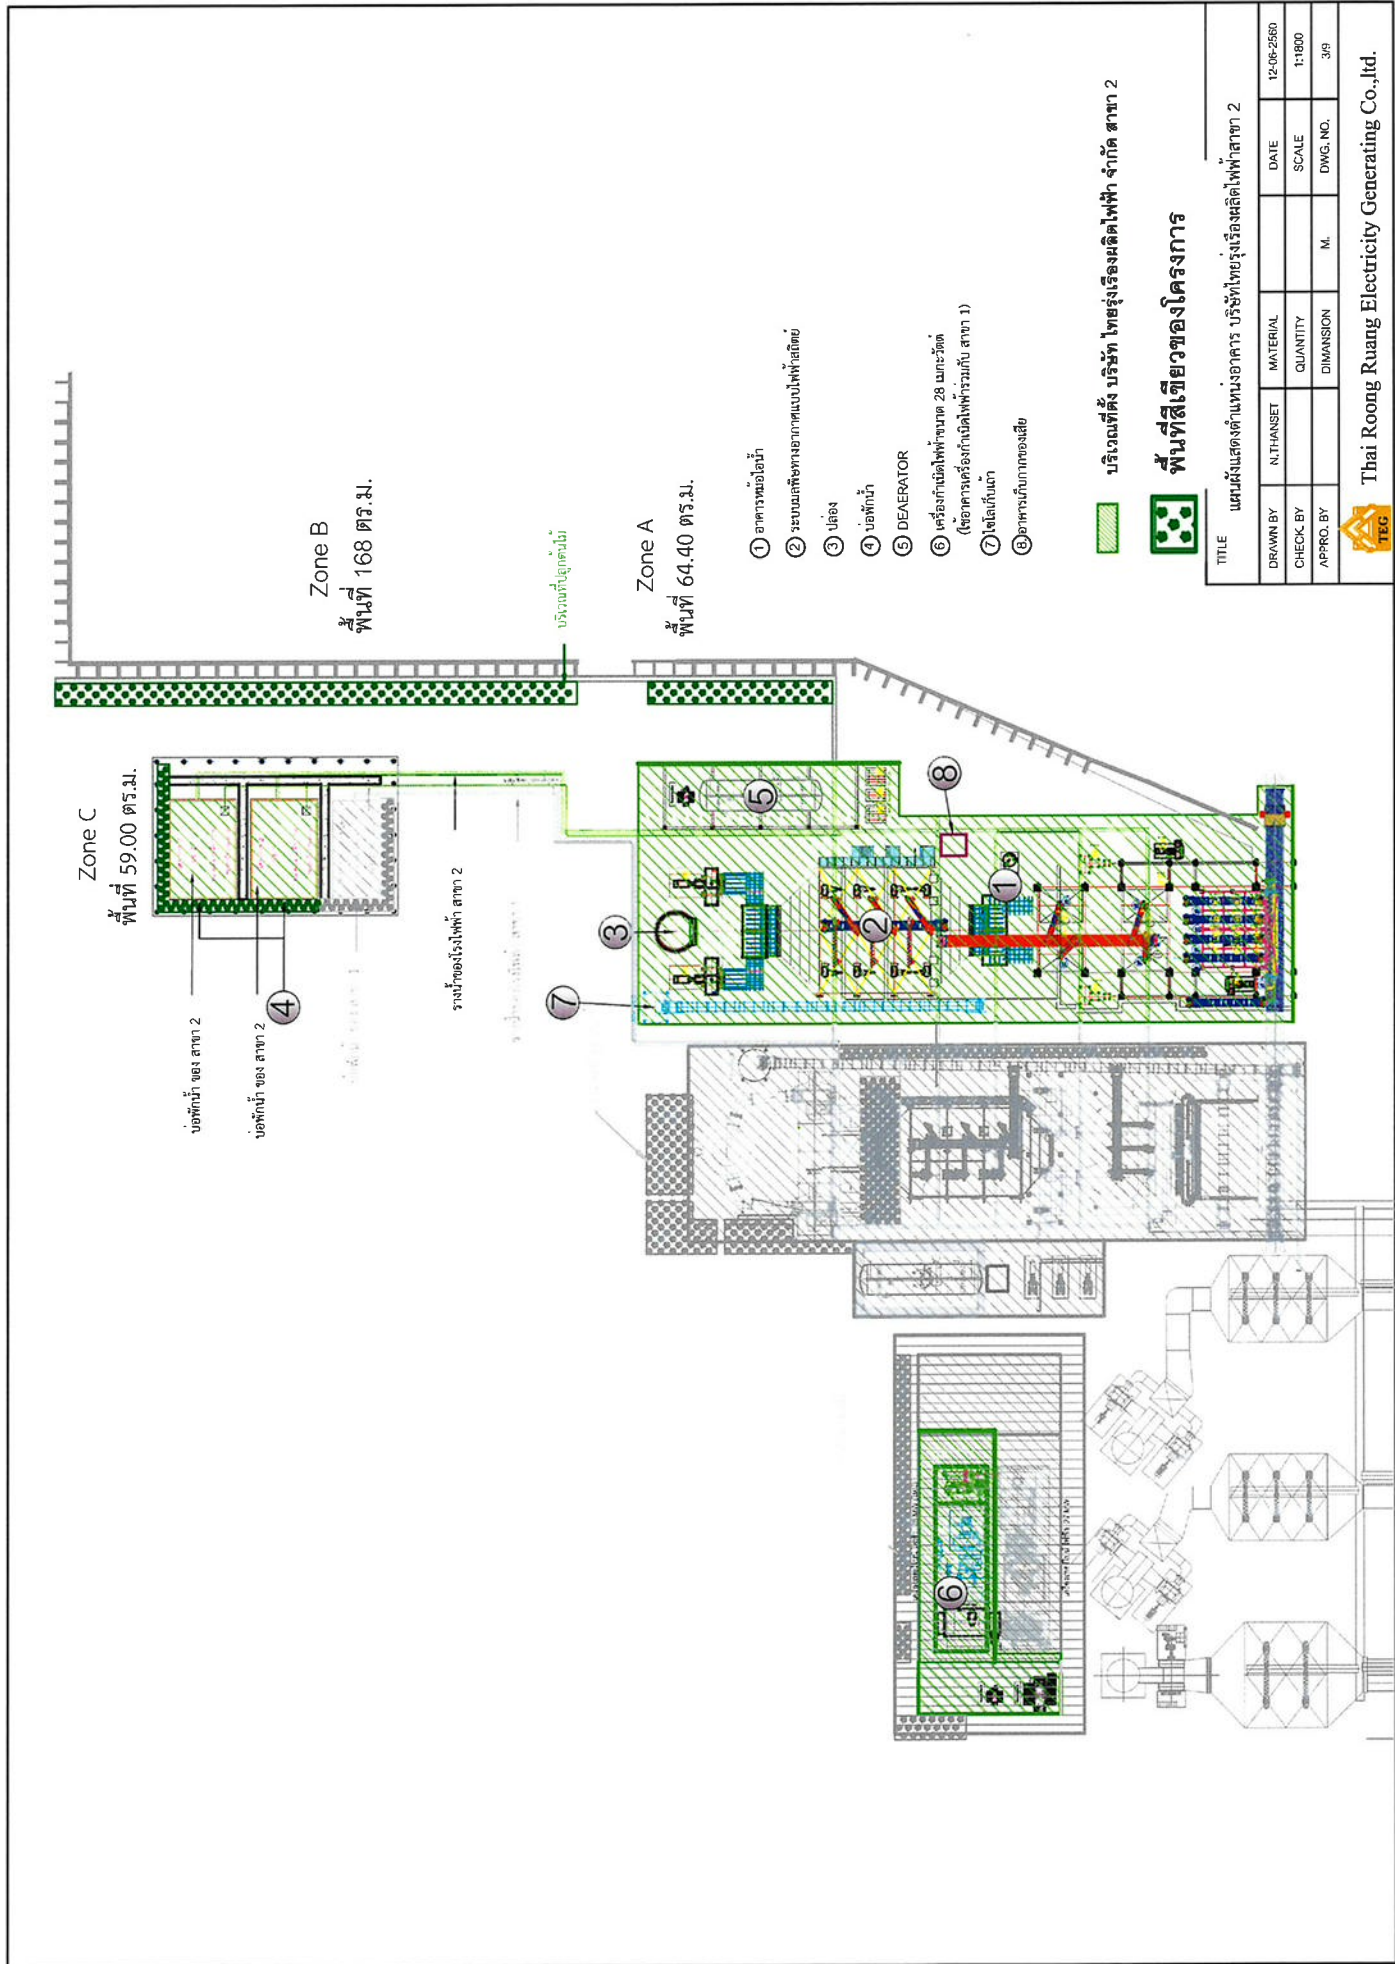 Zone C
พื้นที่ 59.00 ตร.ม.
Zone B
พื้นที่ 168 ตร.ม.
บริเวณที่ปลูกต้นไม้
Zone A
พื้นที่ 64.40 ตร.ม.
บ่อพักน้ำ ของ สาขา 2
บ่อพักน้ำ ของ สาขา 2
4
รางน้ำของโรงไฟฟ้า สาขา 2
7
3
5
2
8
1
6
1 อาคารหม้อไอน้ำ
2 ระบบมลพิษทางอากาศแบบไฟฟ้าสถิตย์
3 ปล่อง
4 บ่อพักน้ำ
5 DEAERATOR
6 เครื่องกำเนิดไฟฟ้าขนาด 28 เมกะวัตต์
(ใช้อาคารเครื่องกำเนิดไฟฟ้าร่วมกับ สาขา 1)
7 ไซโลเก็บเถ้า
8 อาคารเก็บกากของเสีย
บริเวณที่ตั้ง บริษัท ไทยรุ่งเรืองผลิตไฟฟ้า จำกัด สาขา 2
พื้นที่สีเขียวของโครงการ
TITLE
แผนผังแสดงตำแหน่งอาคาร บริษัทไทยรุ่งเรืองผลิตไฟฟ้าสาขา 2
DRAWN BY N.THANSET MATERIAL DATE 12-06-2560
CHECK. BY QUANTITY SCALE 1:1800
APPRO. BY DIMANSION M. DWG. NO. 3/9
TEG
Thai Roong Ruang Electricity Generating Co.,ltd.